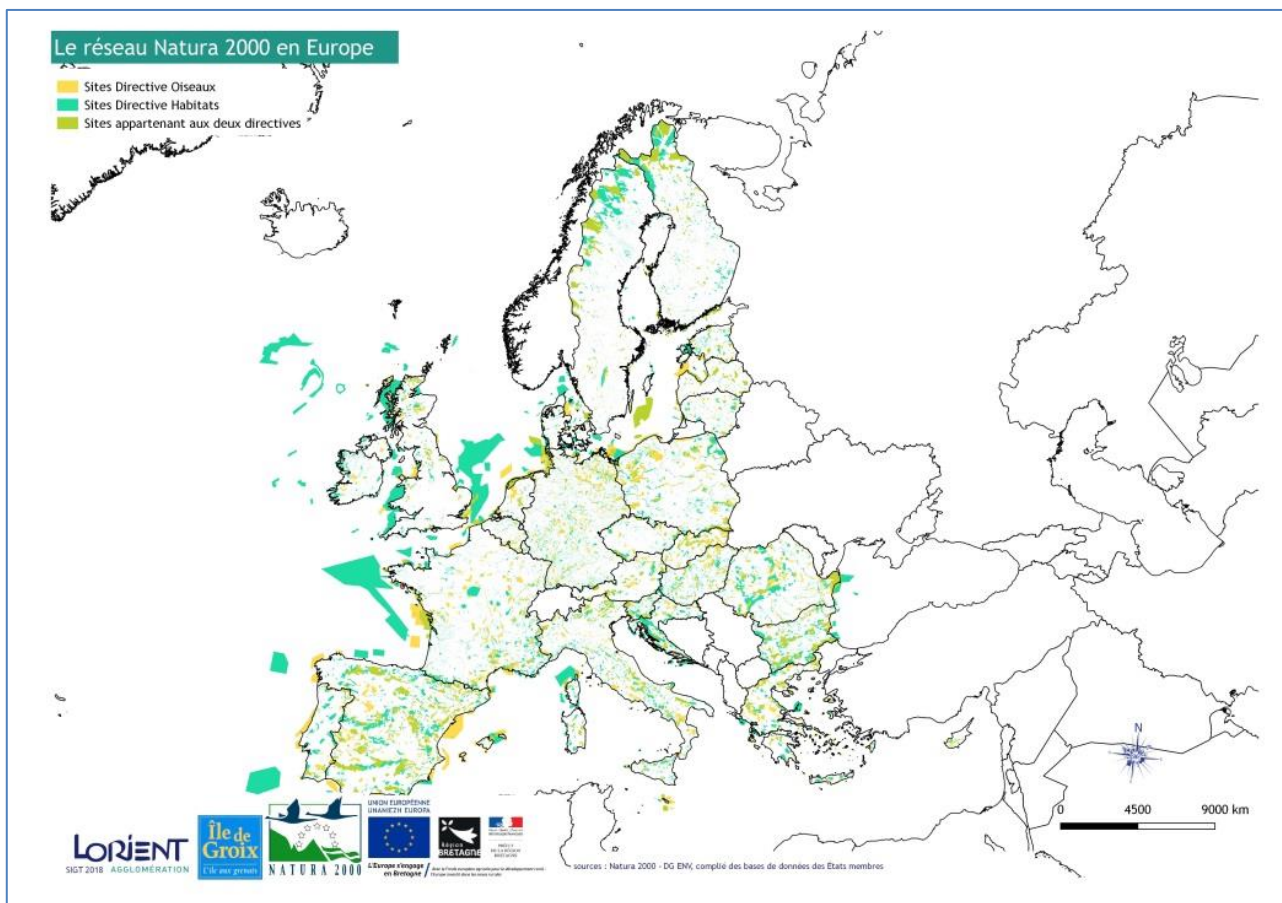 Le réseau Natura 2000 en Europe
Sites Directive Oiseaux
Sites Directive Habitats
Sites appartenant aux deux directives
N
0 4500 9000 km
LORIENT
SIGT 2018 AGGLOMÉRATION
Île de
Groix
L'île aux grenats
NATURA 2000
UNION EUROPÉENNE
UNANIEZH EUROPA
L'Europe s'engage
en Bretagne
Région
BRETAGNE
sources : Natura 2000 - DG ENV, complié des bases de données des États membres